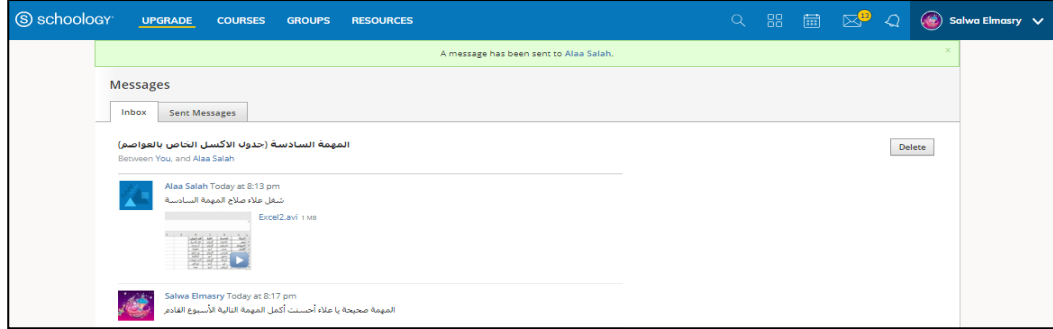 schoology
UPGRADE COURSES GROUPS RESOURCES
13
Salwa Elmasry
A message has been sent to Alaa Salah.
×
Messages
Inbox
Sent Messages
المهمة السادسة (جدول الاكسل الخاص بالعواصم)
Delete
Between You, and Alaa Salah
Alaa Salah Today at 8:13 pm
شغل علاء صلاح المهمة السادسة
Excel2.avi 1 MB
Salwa Elmasry Today at 8:17 pm
المهمة صحيحة يا علاء أحسنت أكمل المهمة التالية الأسبوع القادم